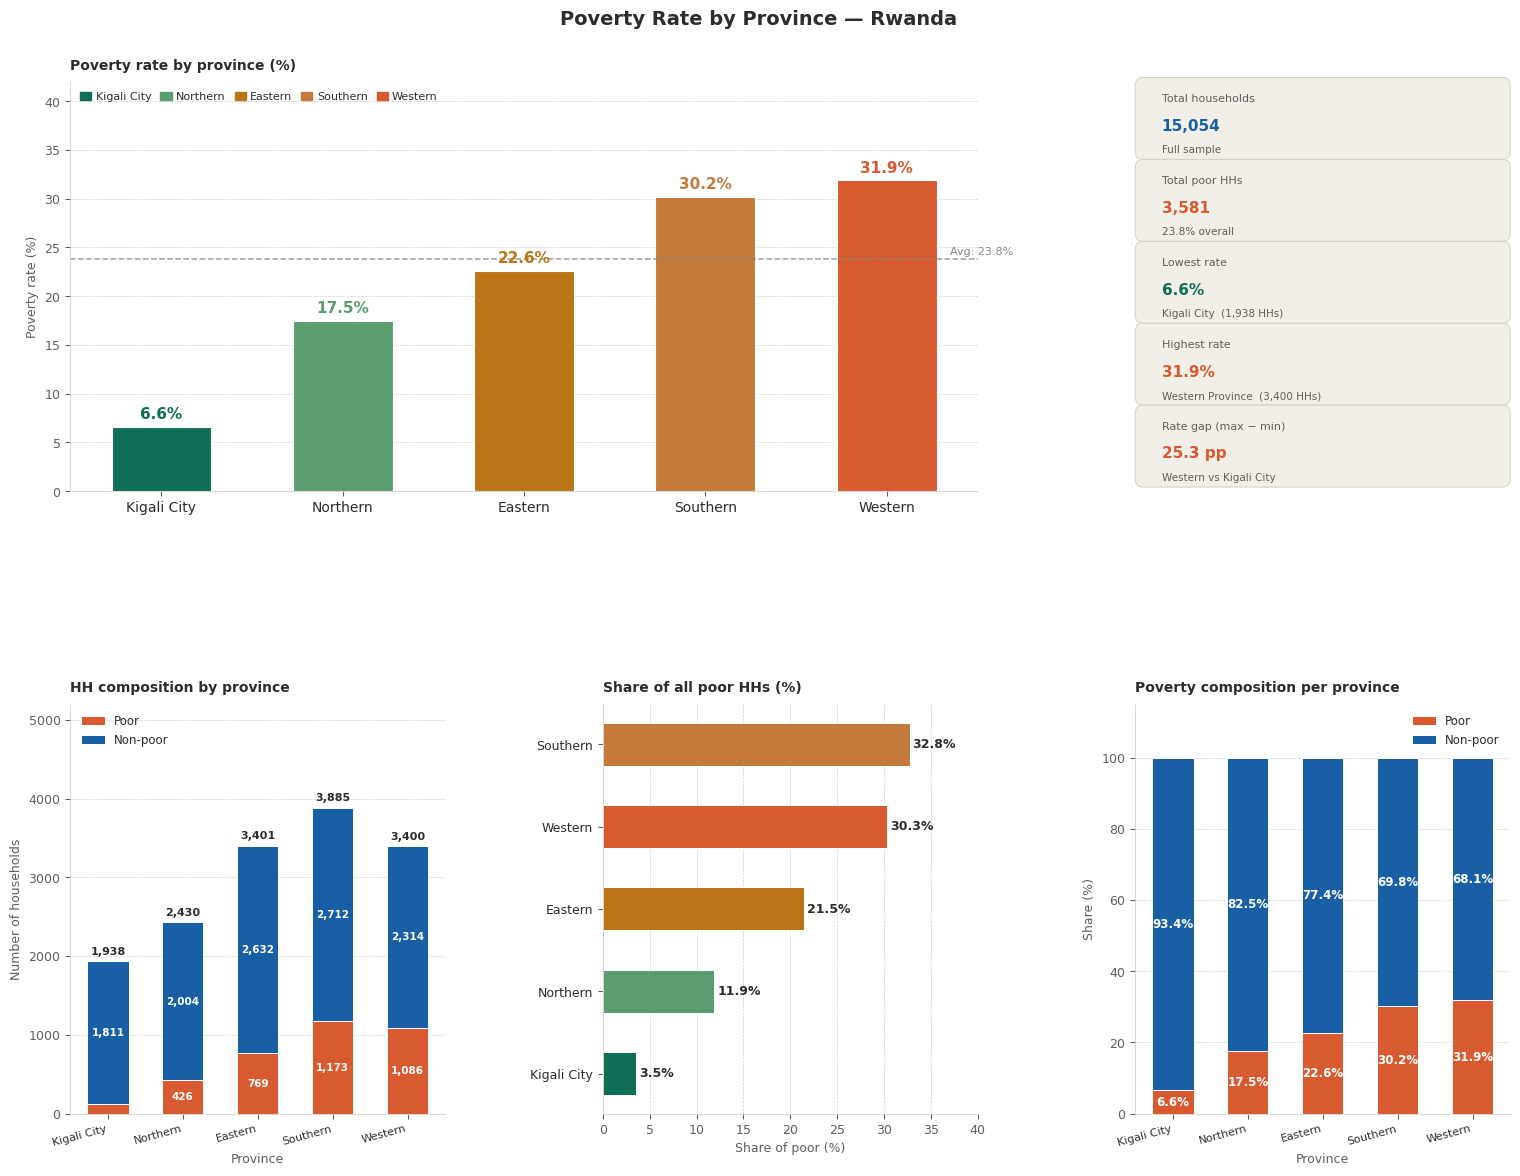 Poverty Rate by Province — Rwanda
Poverty rate by province (%)
Kigali City Northern Eastern Southern Western
Poverty rate (%)
40
35
30
25
20
15
10
5
0
6.6%
17.5%
22.6%
30.2%
31.9%
Avg: 23.8%
Kigali City Northern Eastern Southern Western
Total households
15,054
Full sample
Total poor HHs
3,581
23.8% overall
Lowest rate
6.6%
Kigali City (1,938 HHs)
Highest rate
31.9%
Western Province (3,400 HHs)
Rate gap (max − min)
25.3 pp
Western vs Kigali City
HH composition by province
Poor
Non-poor
Number of households
5000
4000
3000
2000
1000
0
1,938
1,811
2,430
2,004
426
3,401
2,632
769
3,885
2,712
1,173
3,400
2,314
1,086
Kigali City Northern Eastern Southern Western
Province
Share of all poor HHs (%)
Southern 32.8%
Western 30.3%
Eastern 21.5%
Northern 11.9%
Kigali City 3.5%
0 5 10 15 20 25 30 35 40
Share of poor (%)
Poverty composition per province
Poor
Non-poor
Share (%)
100
80
60
40
20
0
93.4%
6.6%
82.5%
17.5%
77.4%
22.6%
69.8%
30.2%
68.1%
31.9%
Kigali City Northern Eastern Southern Western
Province